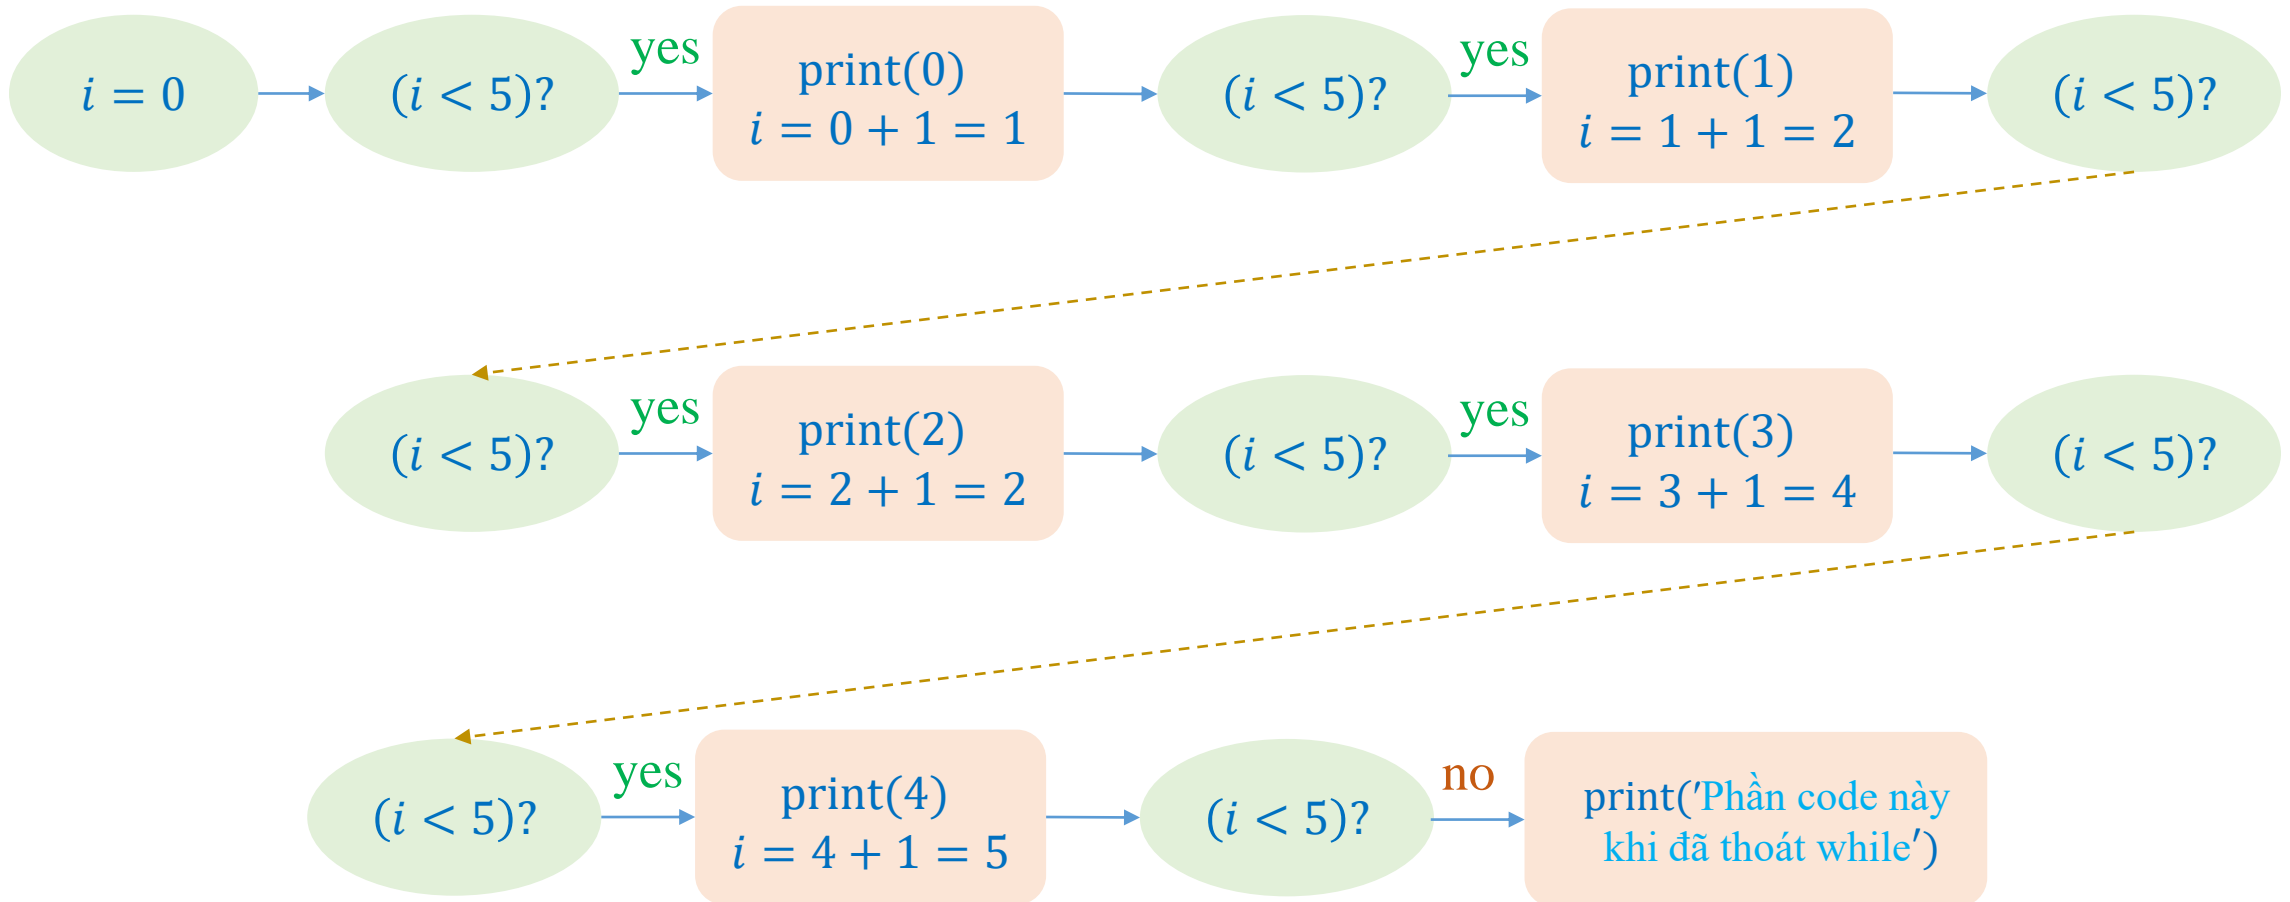 i = 0
(i < 5)?
yes
print(0)
i = 0 + 1 = 1
(i < 5)?
yes
print(1)
i = 1 + 1 = 2
(i < 5)?
(i < 5)?
yes
print(2)
i = 2 + 1 = 2
(i < 5)?
yes
print(3)
i = 3 + 1 = 4
(i < 5)?
(i < 5)?
yes
print(4)
i = 4 + 1 = 5
(i < 5)?
no
print('Phần code này
khi đã thoát while')